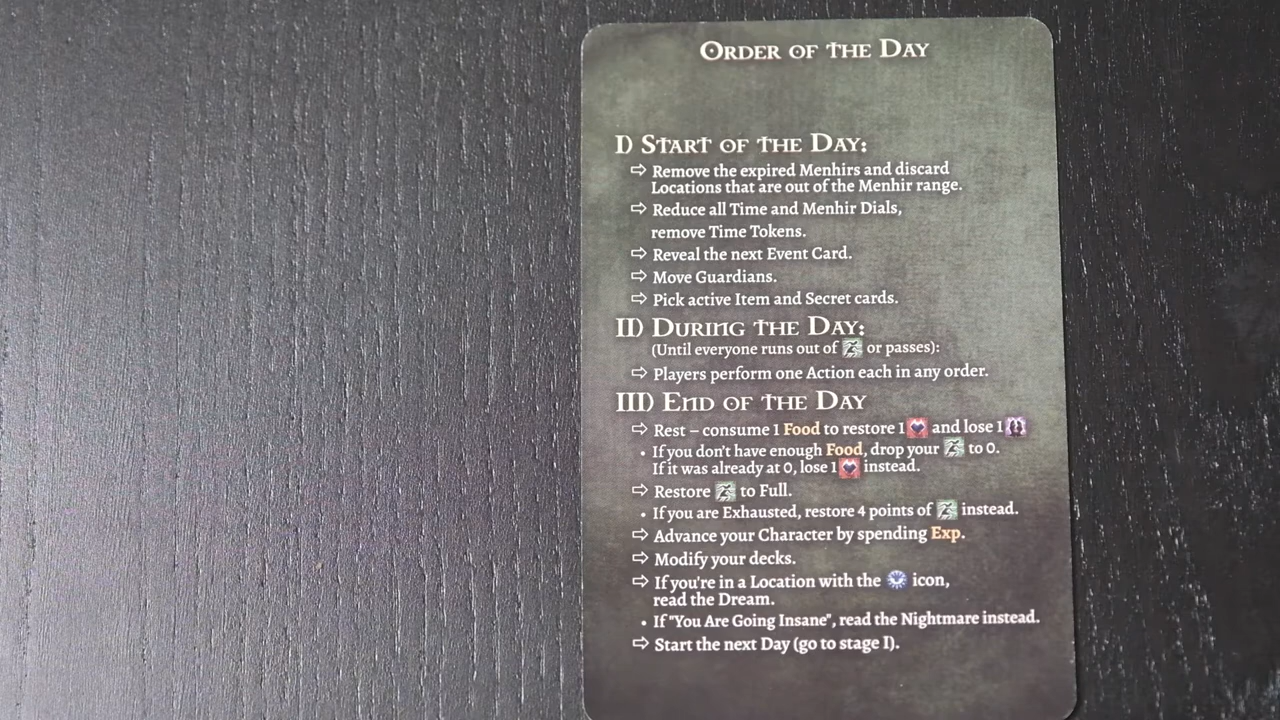 Order of the Day
I) Start of the Day:
⇨ Remove the expired Menhirs and discard
Locations that are out of the Menhir range.
⇨ Reduce all Time and Menhir Dials,
remove Time Tokens.
⇨ Reveal the next Event Card.
⇨ Move Guardians.
⇨ Pick active Item and Secret cards.
II) During the Day:
(Until everyone runs out of or passes):
⇨ Players perform one Action each in any order.
III) End of the Day
⇨ Rest – consume 1 Food to restore 1 and lose 1
• If you don't have enough Food, drop your to 0.
If it was already at 0, lose 1 instead.
⇨ Restore to Full.
• If you are Exhausted, restore 4 points of instead.
⇨ Advance your Character by spending Exp.
⇨ Modify your decks.
⇨ If you're in a Location with the icon,
read the Dream.
• If "You Are Going Insane", read the Nightmare instead.
⇨ Start the next Day (go to stage I).